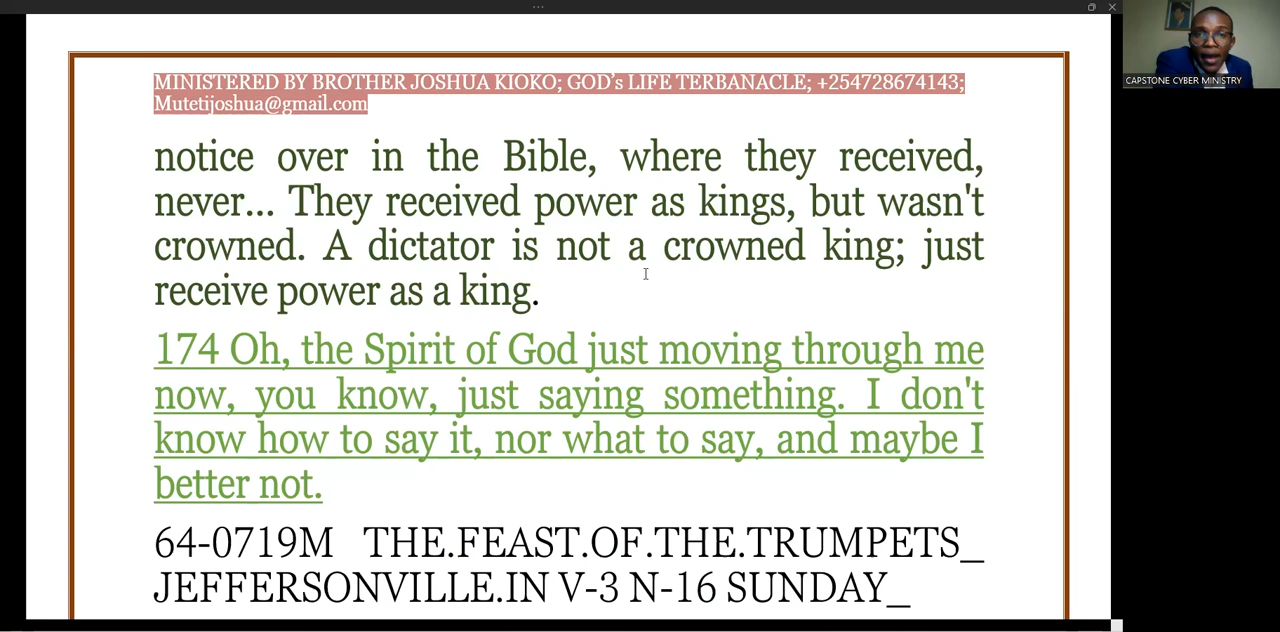 MINISTERED BY BROTHER JOSHUA KIOKO; GOD's LIFE TERBANACLE; +254728674143;
Mutetijoshua@gmail.com
CAPSTONE CYBER MINISTRY
notice over in the Bible, where they received,
never... They received power as kings, but wasn't
crowned. A dictator is not a crowned king; just
receive power as a king.
174 Oh, the Spirit of God just moving through me
now, you know, just saying something. I don't
know how to say it, nor what to say, and maybe I
better not.
64-0719M THE.FEAST.OF.THE.TRUMPETS_
JEFFERSONVILLE.IN V-3 N-16 SUNDAY_